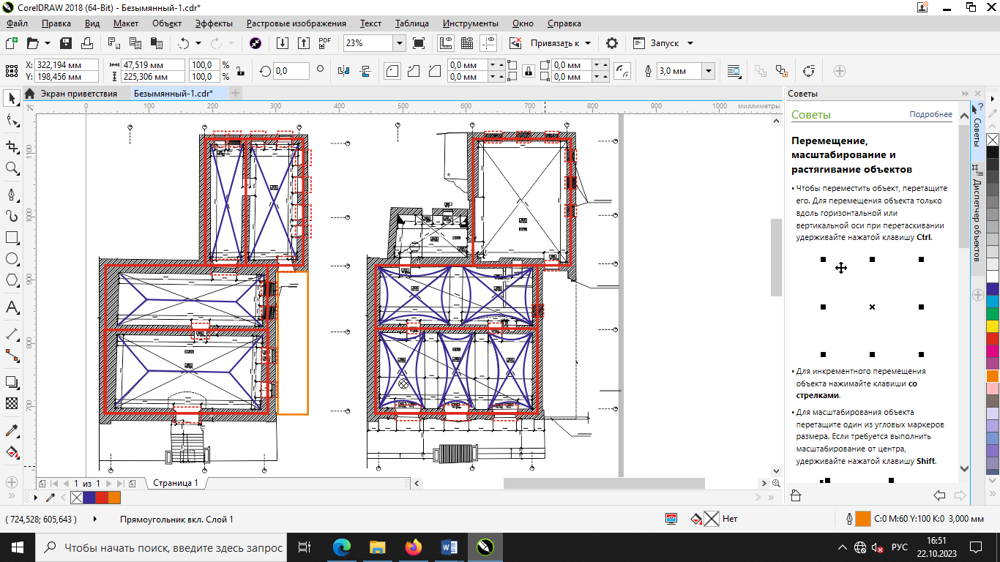 CorelDRAW 2018 (64-Bit) - Безымянный-1.cdr*
Файл Правка Вид Макет Объект Эффекты Растровые изображения Текст Таблица Инструменты Окно Справка
PDF 23% Привязать к Запуск
X: 322,194 мм 47,519 мм 100,0 % 0,0 0,0 мм 0,0 мм 3,0 мм
Y: 198,456 мм 225,306 мм 100,0 % 0,0 мм 0,0 мм
Экран приветствия Безымянный-1.cdr*
0 100 200 300 400 500 600 700 800 900 1000 миллиметры
1100
1000
900
800
700
Советы
Советы Подробнее
Перемещение,
масштабирование и
растягивание объектов
• Чтобы переместить объект, перетащите
его. Для перемещения объекта только
вдоль горизонтальной или
вертикальной оси при перетаскивании
удерживайте нажатой клавишу Ctrl.
• Для инкрементного перемещения
объекта нажимайте клавиши со
стрелками.
• Для масштабирования объекта
перетащите один из угловых маркеров
размера. Если требуется выполнить
масштабирование от центра,
удерживайте нажатой клавишу Shift.
Советы
Диспетчер объектов
1 из 1 Страница 1
( 724,528; 605,643 ) Прямоугольник вкл. Слой 1 Нет C:0 M:60 Y:100 K:0 3,000 мм
Чтобы начать поиск, введите здесь запрос
РУС
16:51
22.10.2023